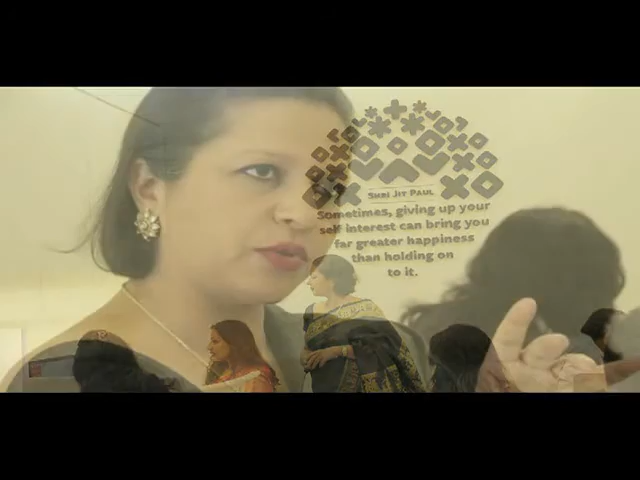 Shri Jit Paul
Sometimes, giving up your
self interest can bring you
far greater happiness
than holding on
to it.